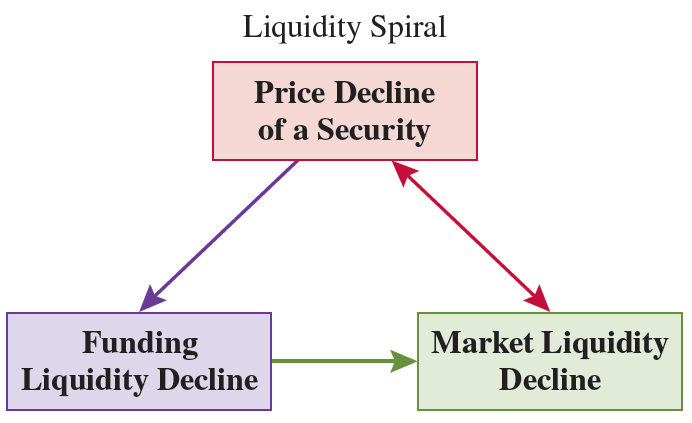 Liquidity Spiral
Price Decline
of a Security
Funding
Liquidity Decline
Market Liquidity
Decline